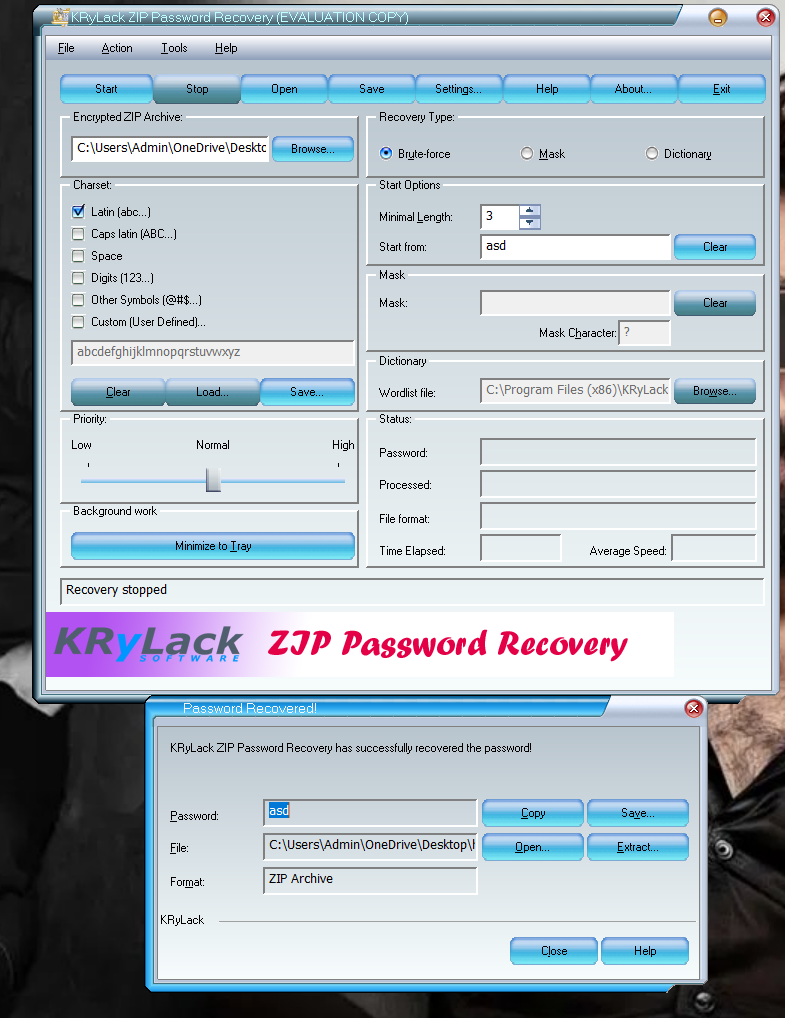 KRyLack ZIP Password Recovery (EVALUATION COPY)
File Action Tools Help
Start Stop Open Save Settings... Help About... Exit
Encrypted ZIP Archive:
C:\Users\Admin\OneDrive\Deskto Browse...
Recovery Type:
Brute-force Mask Dictionary
Charset:
Latin (abc...)
Caps latin (ABC...)
Space
Digits (123...)
Other Symbols (@#$...)
Custom (User Defined)...
abcdefghijklmnopqrstuvwxyz
Clear Load... Save...
Start Options
Minimal Length: 3
Start from: asd Clear
Mask
Mask: Clear
Mask Character: ?
Dictionary
Wordlist file: C:\Program Files (x86)\KRyLack Browse...
Priority:
Low Normal High
Background work
Minimize to Tray
Status:
Password:
Processed:
File format:
Time Elapsed: Average Speed:
Recovery stopped
KRyLack
SOFTWARE
ZIP Password Recovery
Password Recovered!
KRyLack ZIP Password Recovery has successfully recovered the password!
Password: asd Copy Save...
File: C:\Users\Admin\OneDrive\Desktop\ Open... Extract...
Format: ZIP Archive
KRyLack
Close Help